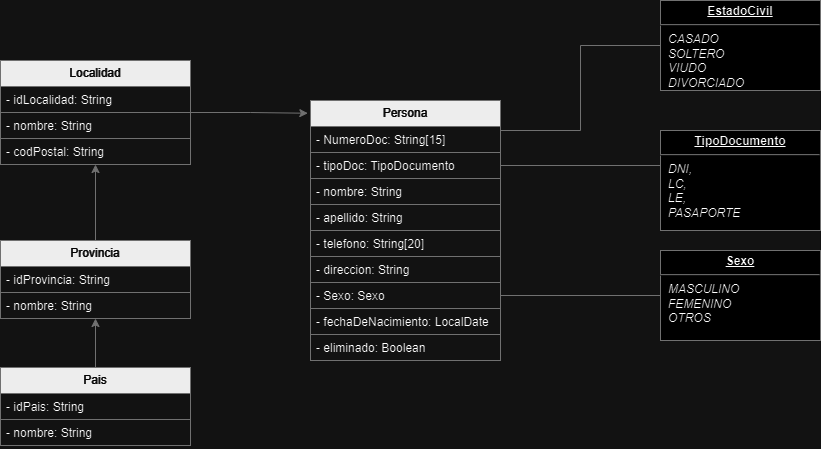 Localidad
- idLocalidad: String
- nombre: String
- codPostal: String
Provincia
- idProvincia: String
- nombre: String
Pais
- idPais: String
- nombre: String
Persona
- NumeroDoc: String[15]
- tipoDoc: TipoDocumento
- nombre: String
- apellido: String
- telefono: String[20]
- direccion: String
- Sexo: Sexo
- fechaDeNacimiento: LocalDate
- eliminado: Boolean
EstadoCivil
CASADO
SOLTERO
VIUDO
DIVORCIADO
TipoDocumento
DNI,
LC,
LE,
PASAPORTE
Sexo
MASCULINO
FEMENINO
OTROS